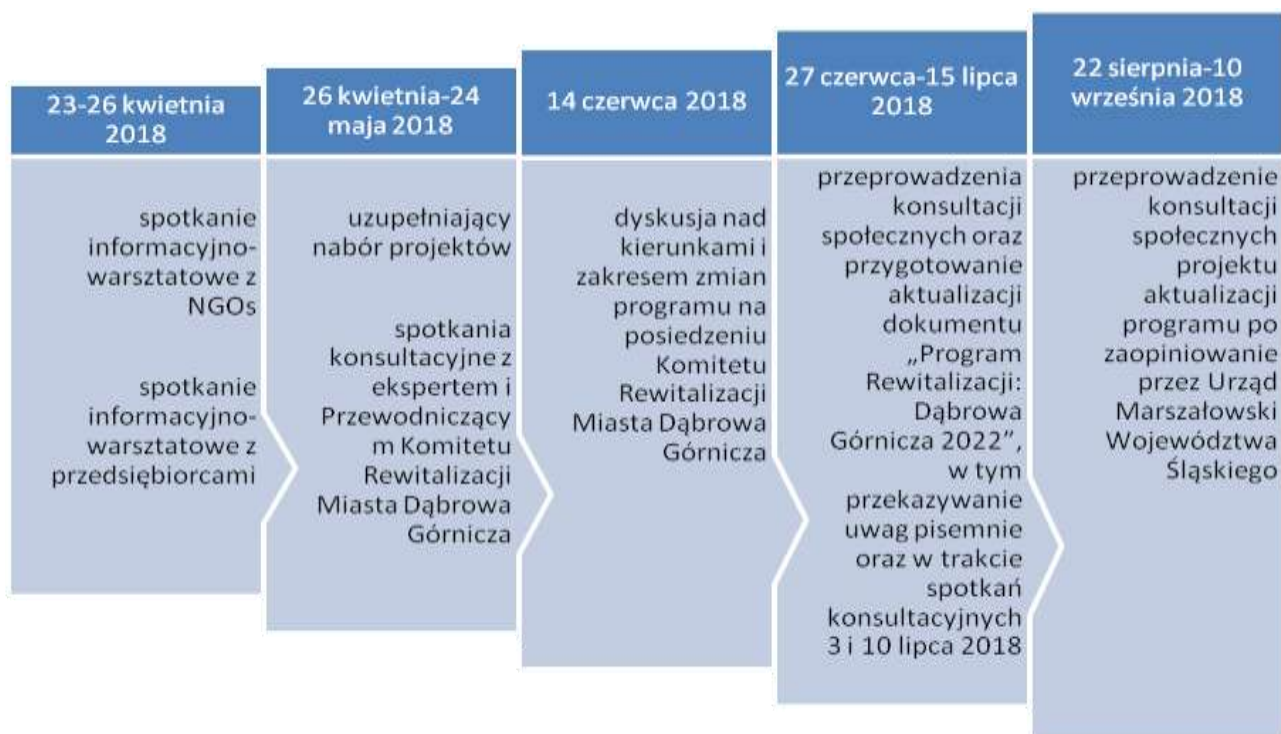 23-26 kwietnia
2018
spotkanie
informacyjno-
warsztatowe z
NGOs
spotkanie
informacyjno-
warsztatowe z
przedsiębiorcami
26 kwietnia-24
maja 2018
uzupełniający
nabór projektów
spotkania
konsultacyjne z
ekspertem i
Przewodniczący
m Komitetu
Rewitalizacji
Miasta Dąbrowa
Górnicza
14 czerwca 2018
dyskusja nad
kierunkami i
zakresem zmian
programu na
posiedzeniu
Komitetu
Rewitalizacji
Miasta Dąbrowa
Górnicza
27 czerwca-15 lipca
2018
przeprowadzenia
konsultacji
społecznych oraz
przygotowanie
aktualizacji
dokumentu
„Program
Rewitalizacji:
Dąbrowa
Górnicza 2022”,
w tym
przekazywanie
uwag pisemnie
oraz w trakcie
spotkań
konsultacyjnych
3 i 10 lipca 2018
22 sierpnia-10
września 2018
przeprowadzenie
konsultacji
społecznych
projektu
aktualizacji
programu po
zaopiniowanie
przez Urząd
Marszałowski
Województwa
Śląskiego